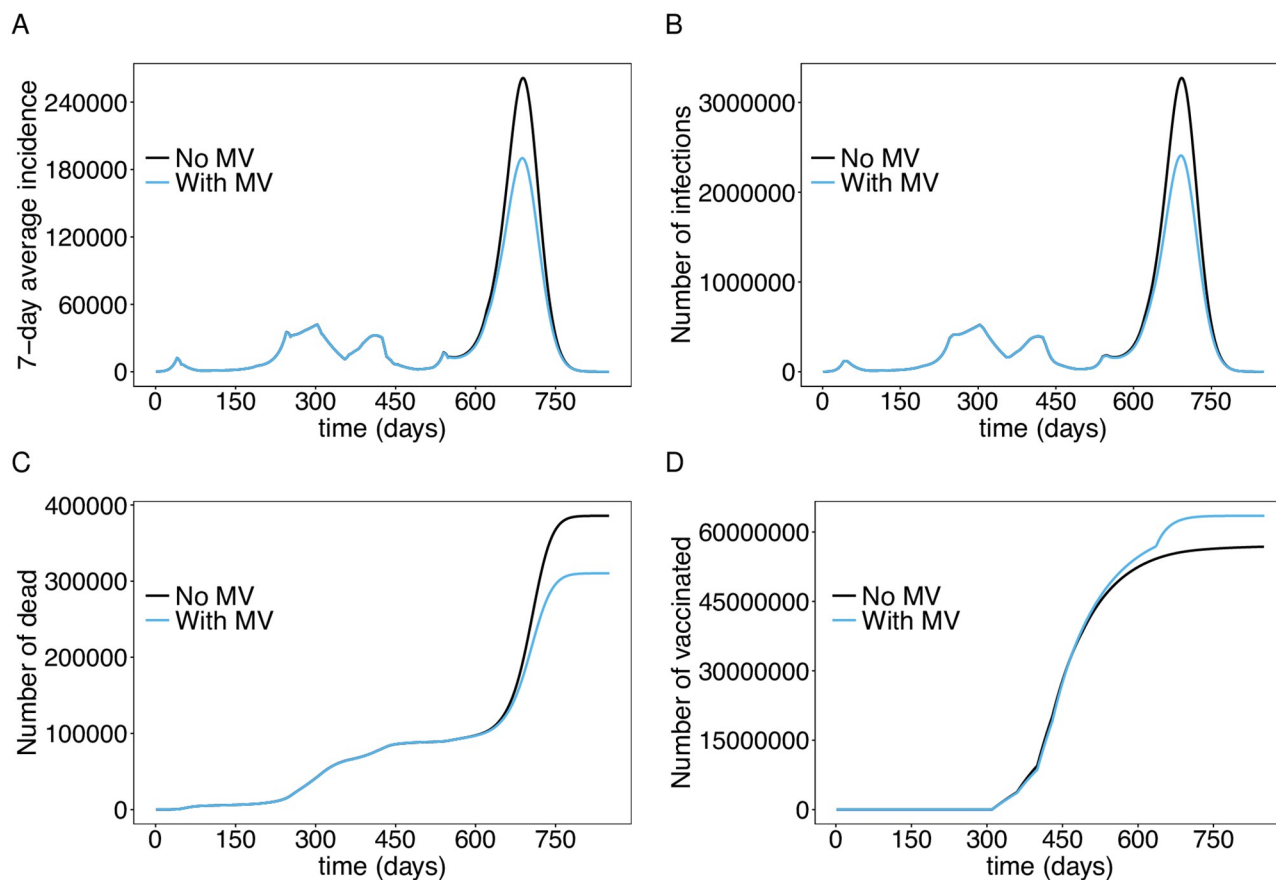 A
7−day average incidence
240000
180000
120000
60000
0
No MV
With MV
0 150 300 450 600 750
time (days)
B
Number of infections
3000000
2000000
1000000
0
No MV
With MV
0 150 300 450 600 750
time (days)
C
Number of dead
400000
300000
200000
100000
0
No MV
With MV
0 150 300 450 600 750
time (days)
D
Number of vaccinated
60000000
45000000
30000000
15000000
0
No MV
With MV
0 150 300 450 600 750
time (days)